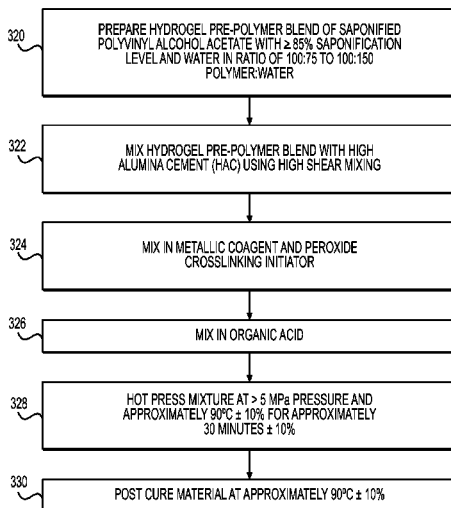 320
PREPARE HYDROGEL PRE-POLYMER BLEND OF SAPONIFIED
POLYVINYL ALCOHOL ACETATE WITH ≥ 85% SAPONIFICATION
LEVEL AND WATER IN RATIO OF 100:75 TO 100:150
POLYMER:WATER
322
MIX HYDROGEL PRE-POLYMER BLEND WITH HIGH
ALUMINA CEMENT (HAC) USING HIGH SHEAR MIXING
324
MIX IN METALLIC COAGENT AND PEROXIDE
CROSSLINKING INITIATOR
326
MIX IN ORGANIC ACID
328
HOT PRESS MIXTURE AT > 5 MPa PRESSURE AND
APPROXIMATELY 90ºC ± 10% FOR APPROXIMATELY
30 MINUTES ± 10%
330
POST CURE MATERIAL AT APPROXIMATELY 90ºC ± 10%